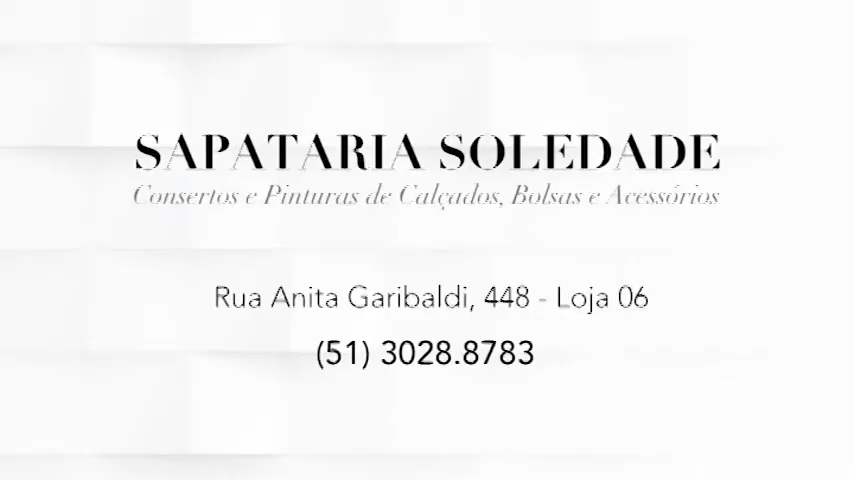 SAPATARIA SOLEDADE
Consertos e Pinturas de Calçados, Bolsas e Acessórios
Rua Anita Garibaldi, 448 - Loja 06
(51) 3028.8783